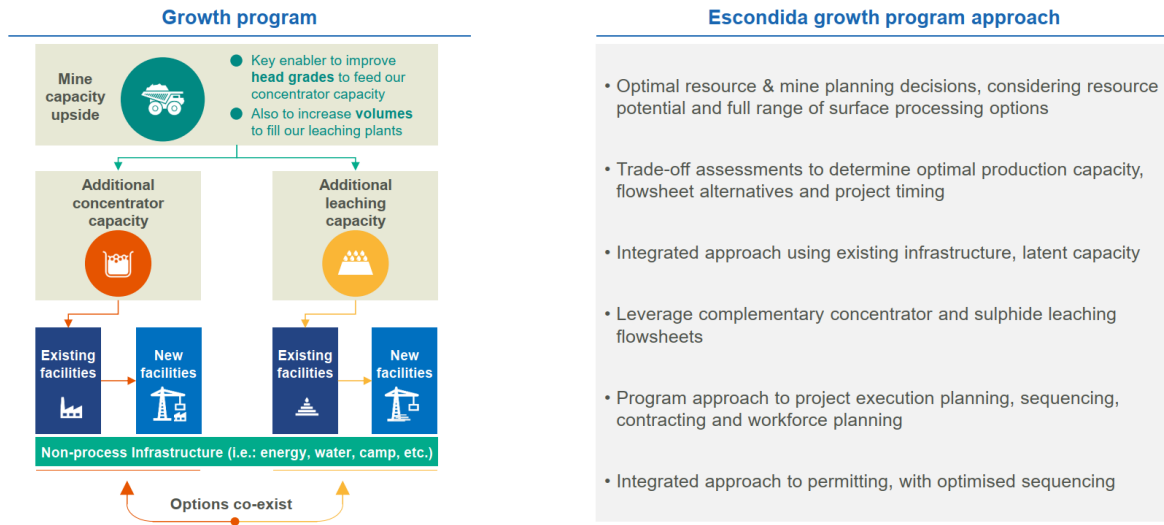 Growth program
Mine
capacity
upside
Key enabler to improve
head grades to feed our
concentrator capacity
Also to increase volumes
to fill our leaching plants
Additional
concentrator
capacity
Additional
leaching
capacity
Existing
facilities
New
facilities
Existing
facilities
New
facilities
Non-process Infrastructure (i.e.: energy, water, camp, etc.)
Options co-exist
Escondida growth program approach
• Optimal resource & mine planning decisions, considering resource
potential and full range of surface processing options
• Trade-off assessments to determine optimal production capacity,
flowsheet alternatives and project timing
• Integrated approach using existing infrastructure, latent capacity
• Leverage complementary concentrator and sulphide leaching
flowsheets
• Program approach to project execution planning, sequencing,
contracting and workforce planning
• Integrated approach to permitting, with optimised sequencing